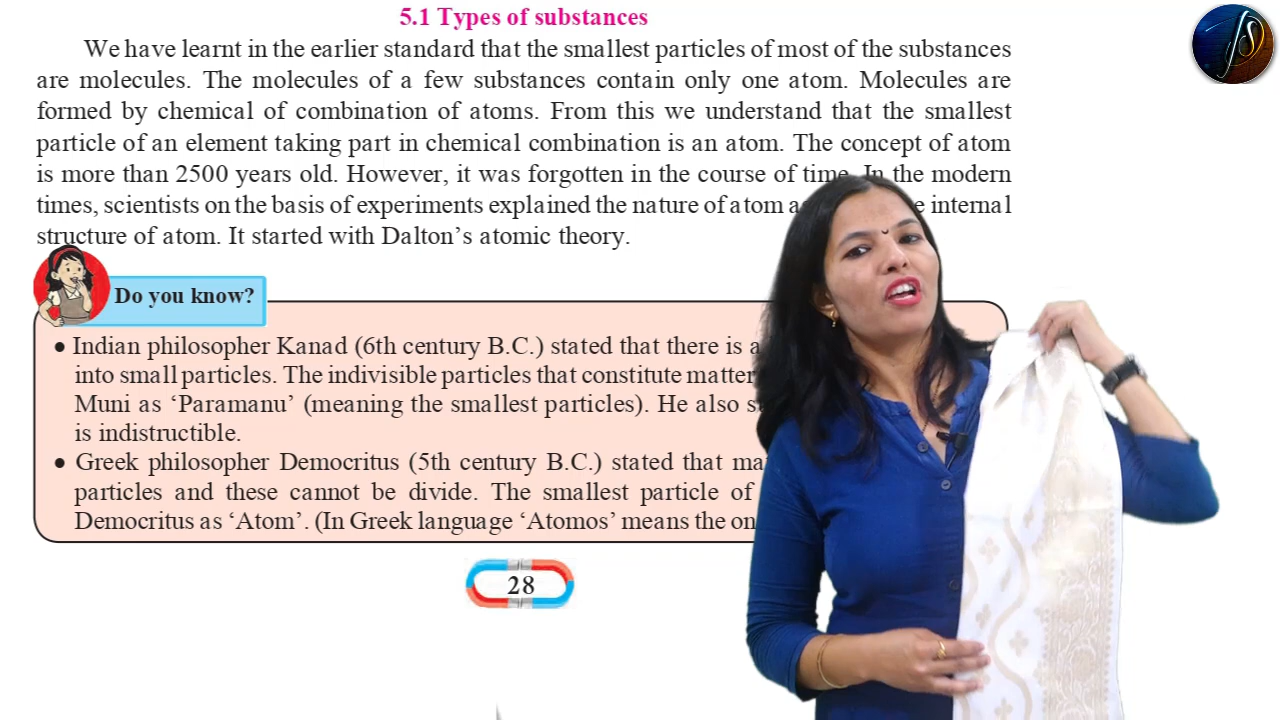 5.1 Types of substances
We have learnt in the earlier standard that the smallest particles of most of the substances
are molecules. The molecules of a few substances contain only one atom. Molecules are
formed by chemical of combination of atoms. From this we understand that the smallest
particle of an element taking part in chemical combination is an atom. The concept of atom
is more than 2500 years old. However, it was forgotten in the course of time. In the modern
times, scientists on the basis of experiments explained the nature of atom internal
structure of atom. It started with Dalton's atomic theory.
Do you know?
● Indian philosopher Kanad (6th century B.C.) stated that there is a
into small particles. The indivisible particles that constitute matter
Muni as ‘Paramanu’ (meaning the smallest particles). He also
is indistructible.
● Greek philosopher Democritus (5th century B.C.) stated that
particles and these cannot be divide. The smallest particle of
Democritus as ‘Atom’. (In Greek language ‘Atomos’ means the
28